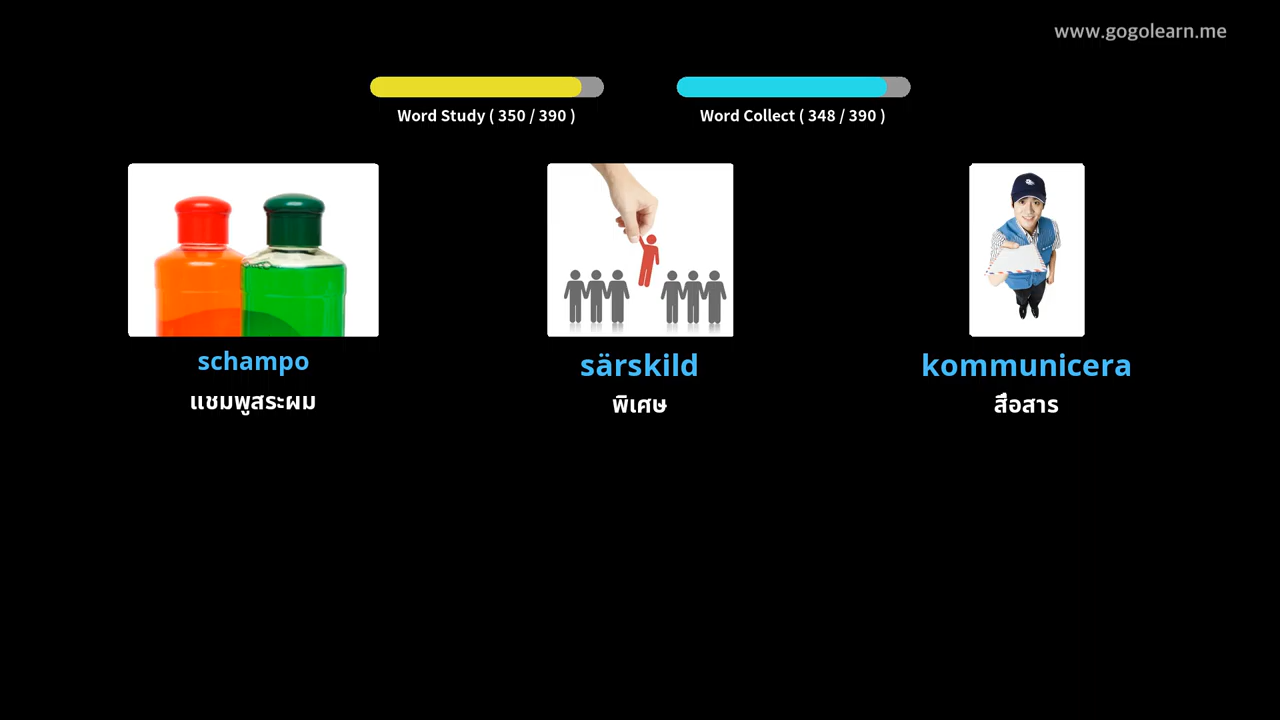 www.gogolearn.me
Word Study ( 350 / 390 )
Word Collect ( 348 / 390 )
schampo
särskild
kommunicera
แชมพูสระผม
พิเศษ
สื่อสาร